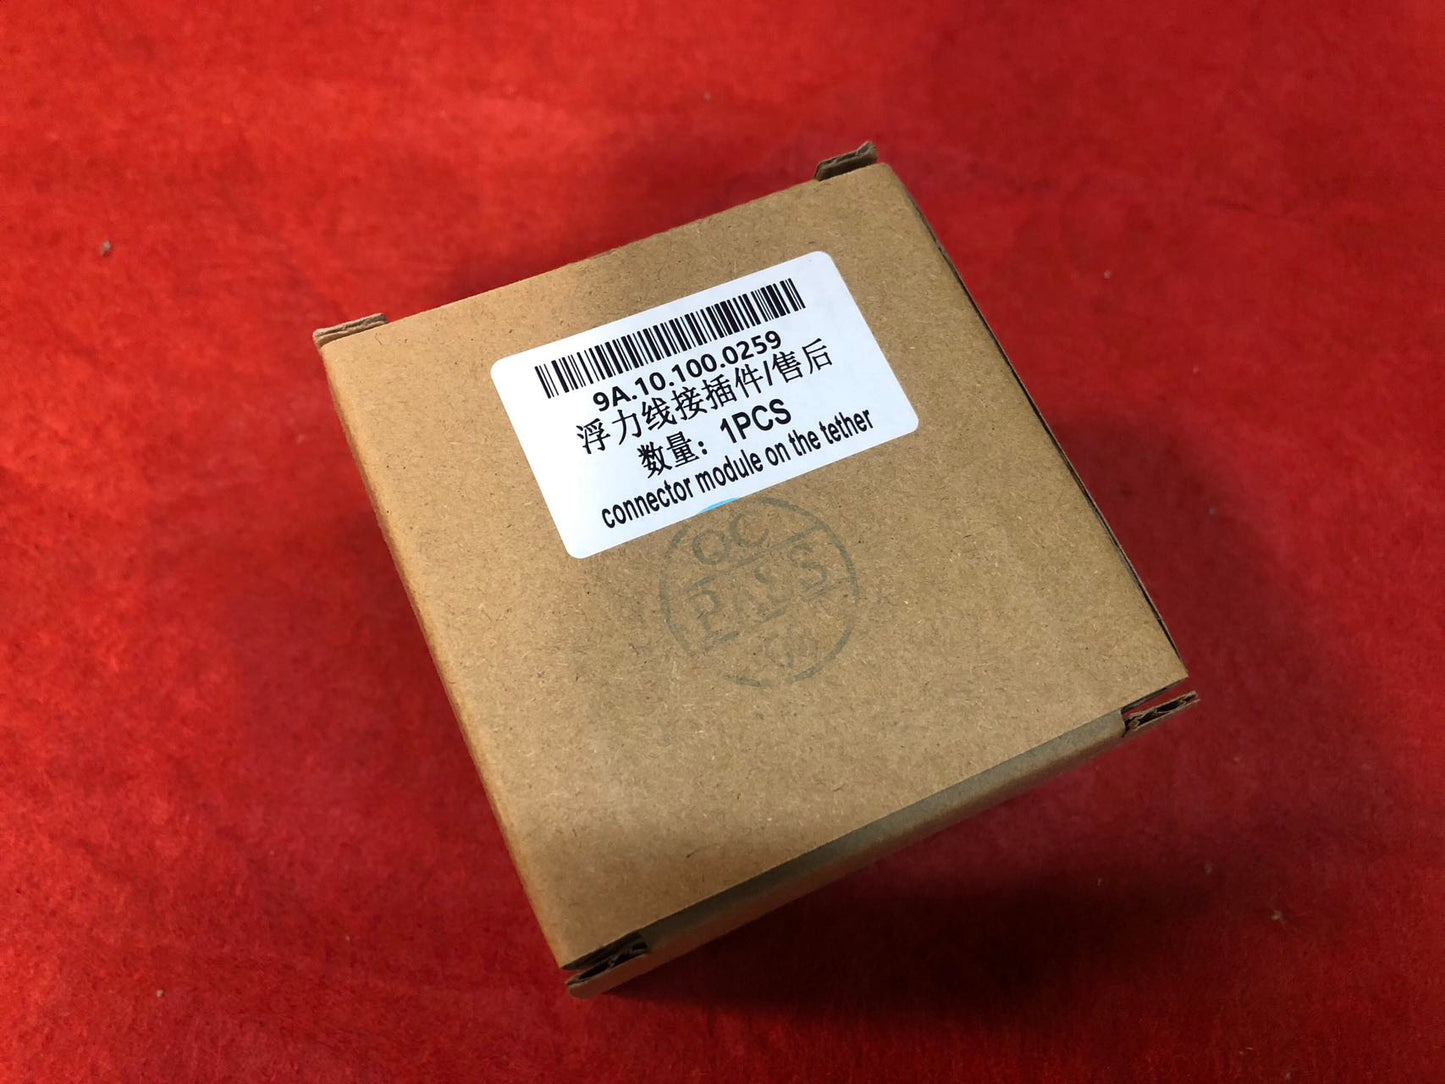 9A.10.100.0259
浮力线接插件/售后
数量：1PCS
connector module on the tether
QC
PASS